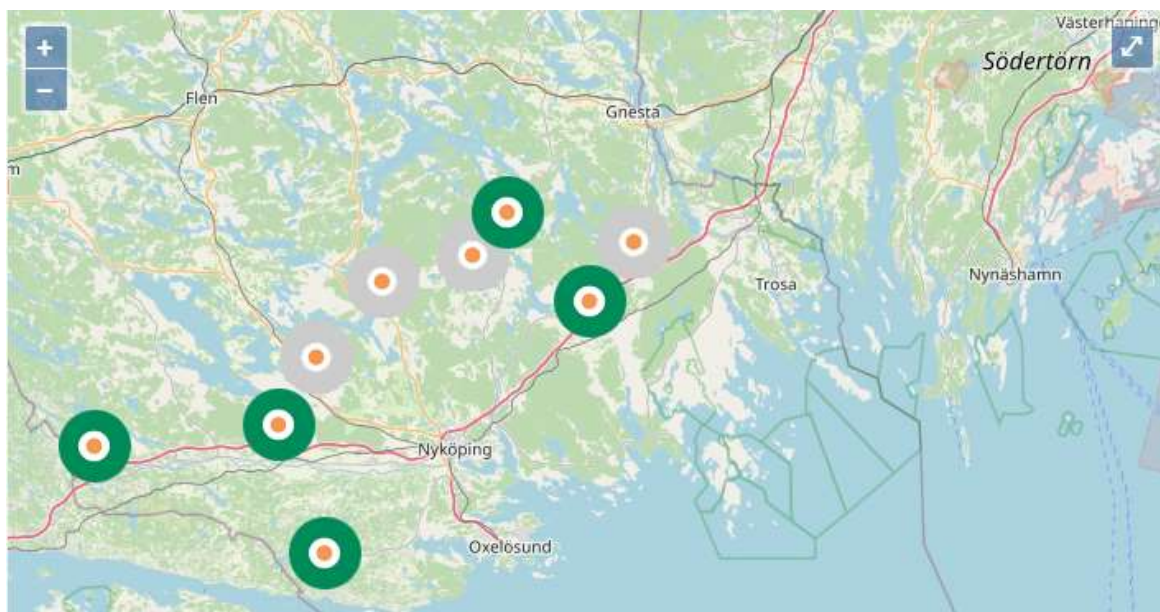 Västerhaninge
+
Södertörn
−
Flen
Gnesta
m
Trosa
Nynäshamn
Nyköping
Oxelösund